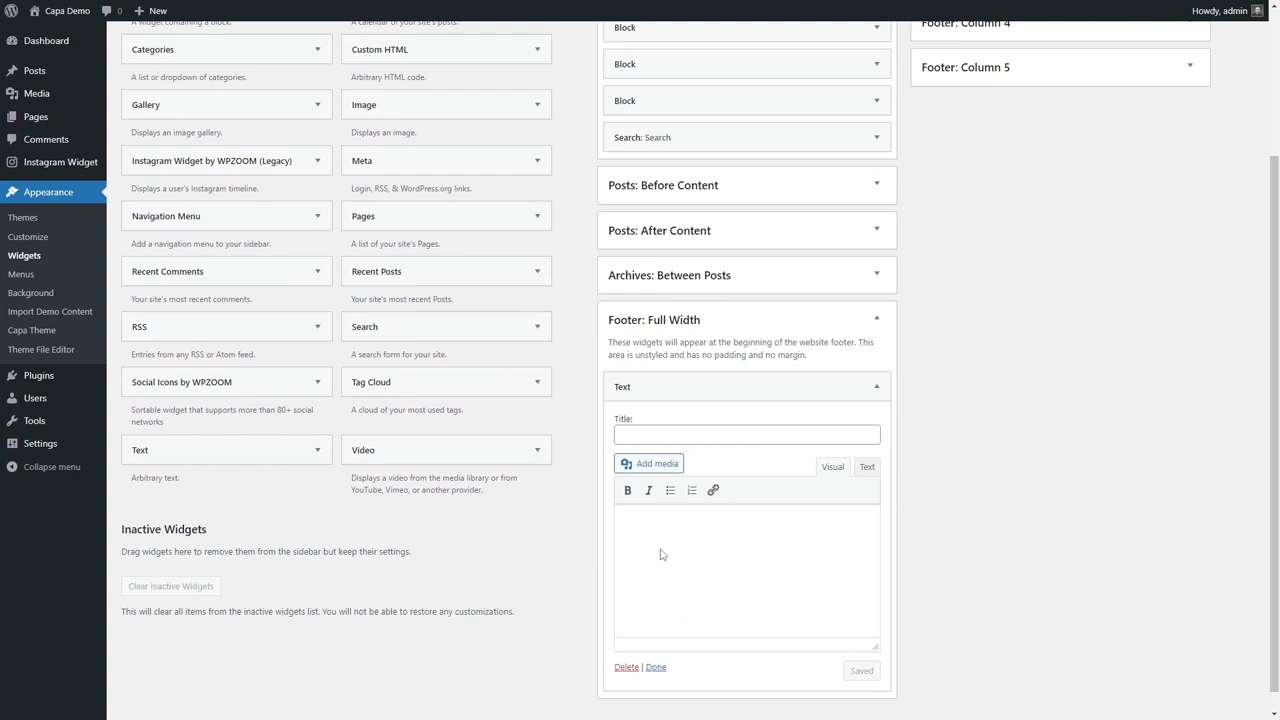 Capa Demo
0
New
Howdy, admin
Dashboard
Posts
Media
Pages
Comments
Instagram Widget
Appearance
Themes
Customize
Widgets
Menus
Background
Import Demo Content
Capa Theme
Theme File Editor
Plugins
Users
Tools
Settings
Collapse menu
A widget containing a block.
A calendar of your site's posts.
Categories
Custom HTML
A list or dropdown of categories.
Arbitrary HTML code.
Gallery
Image
Displays an image gallery.
Displays an image.
Instagram Widget by WPZOOM (Legacy)
Meta
Displays a user's Instagram timeline.
Login, RSS, & WordPress.org links.
Navigation Menu
Pages
Add a navigation menu to your sidebar.
A list of your site's Pages.
Recent Comments
Recent Posts
Your site's most recent comments.
Your site's most recent Posts.
RSS
Search
Entries from any RSS or Atom feed.
A search form for your site.
Social Icons by WPZOOM
Tag Cloud
Sortable widget that supports more than 80+ social
networks
A cloud of your most used tags.
Text
Video
Arbitrary text.
Displays a video from the media library or from
YouTube, Vimeo, or another provider.
Inactive Widgets
Drag widgets here to remove them from the sidebar but keep their settings.
Clear Inactive Widgets
This will clear all items from the inactive widgets list. You will not be able to restore any customizations.
Block
Block
Block
Search: Search
Posts: Before Content
Posts: After Content
Archives: Between Posts
Footer: Full Width
These widgets will appear at the beginning of the website footer. This
area is unstyled and has no padding and no margin.
Text
Title:
Add media
Visual
Text
B I
Delete | Done
Saved
Footer: Column 4
Footer: Column 5